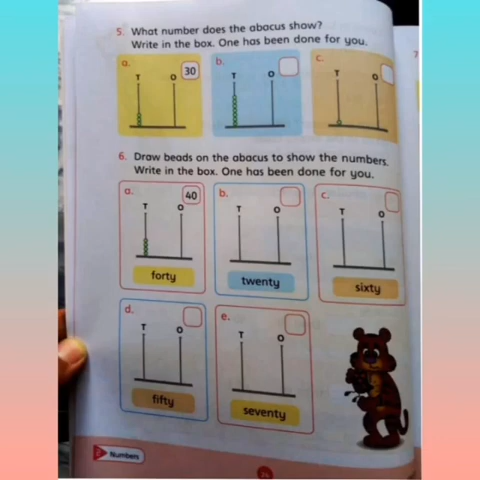 5. What number does the abacus show?
Write in the box. One has been done for you.
a. T O 30
b. T O
c. T O
6. Draw beads on the abacus to show the numbers.
Write in the box. One has been done for you.
a. T O 40
forty
b. T O
twenty
c. T O
sixty
d. T O
fifty
e. T O
seventy
Numbers